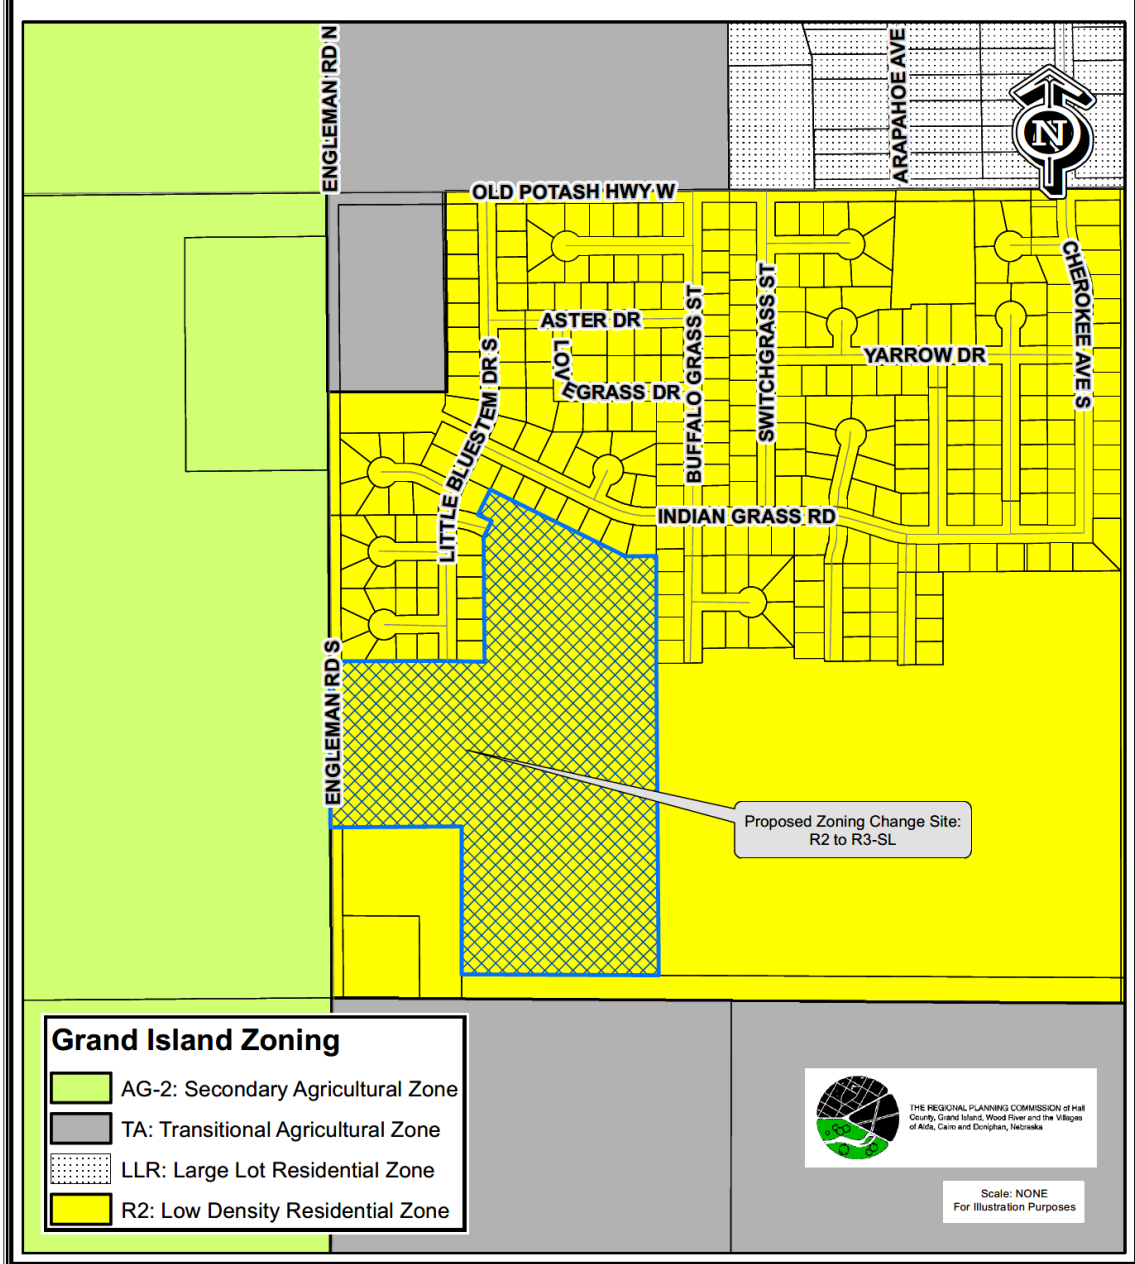 ENGLEMAN RD N
ARAPAHOE AVE
N
OLD POTASH HWY W
CHEROKEE AVE S
ASTER DR
LOVEGRASS DR
BUFFALO GRASS ST
SWITCHGRASS ST
YARROW DR
LITTLE BLUESTEM DR S
INDIAN GRASS RD
ENGLEMAN RD S
Proposed Zoning Change Site:
R2 to R3-SL
Grand Island Zoning
AG-2: Secondary Agricultural Zone
TA: Transitional Agricultural Zone
LLR: Large Lot Residential Zone
R2: Low Density Residential Zone
THE REGIONAL PLANNING COMMISSION of Hall
County, Grand Island, Wood River and the Villages
of Alda, Cairo and Doniphan, Nebraska
Scale: NONE
For Illustration Purposes